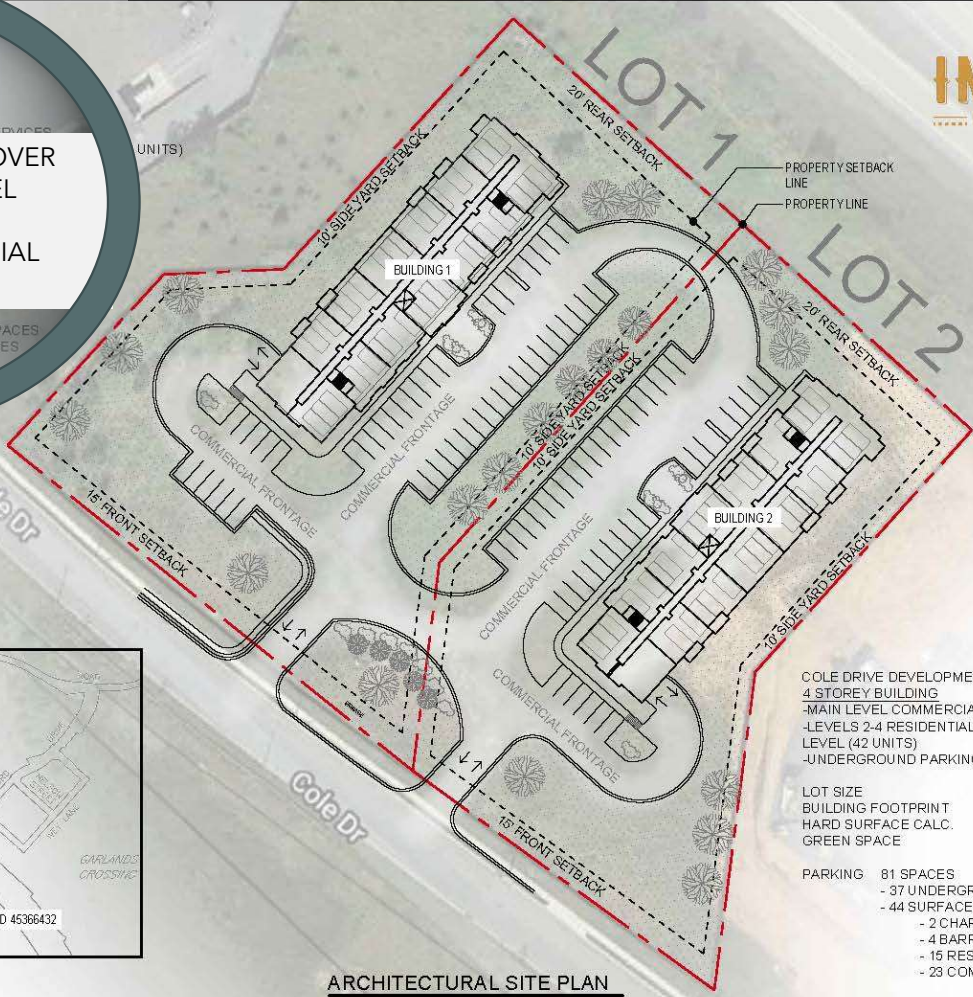 OVER
EL
IAL
UNITS)
LOT 1
LOT 2
20' REAR SETBACK
20' REAR SETBACK
PROPERTY SETBACK
LINE
PROPERTY LINE
10' SIDE YARD SETBACK
BUILDING 1
10' SIDE YARD SETBACK
10' SIDE YARD SETBACK
COMMERCIAL FRONTAGE
COMMERCIAL FRONTAGE
COMMERCIAL FRONTAGE
COMMERCIAL FRONTAGE
BUILDING 2
10' SIDE YARD SETBACK
15' FRONT SETBACK
15' FRONT SETBACK
Dr
Cole Dr
GARLANDS
CROSSING
D 45366432
COLE DRIVE DEVELOPME
4 STOREY BUILDING
-MAIN LEVEL COMMERCIA
-LEVELS 2-4 RESIDENTIAL
LEVEL (42 UNITS)
-UNDERGROUND PARKING
LOT SIZE
BUILDING FOOTPRINT
HARD SURFACE CALC.
GREEN SPACE
PARKING 81 SPACES
- 37 UNDERGR
- 44 SURFACE
- 2 CHAR
- 4 BARR
- 15 RES
- 23 COM
ARCHITECTURAL SITE PLAN